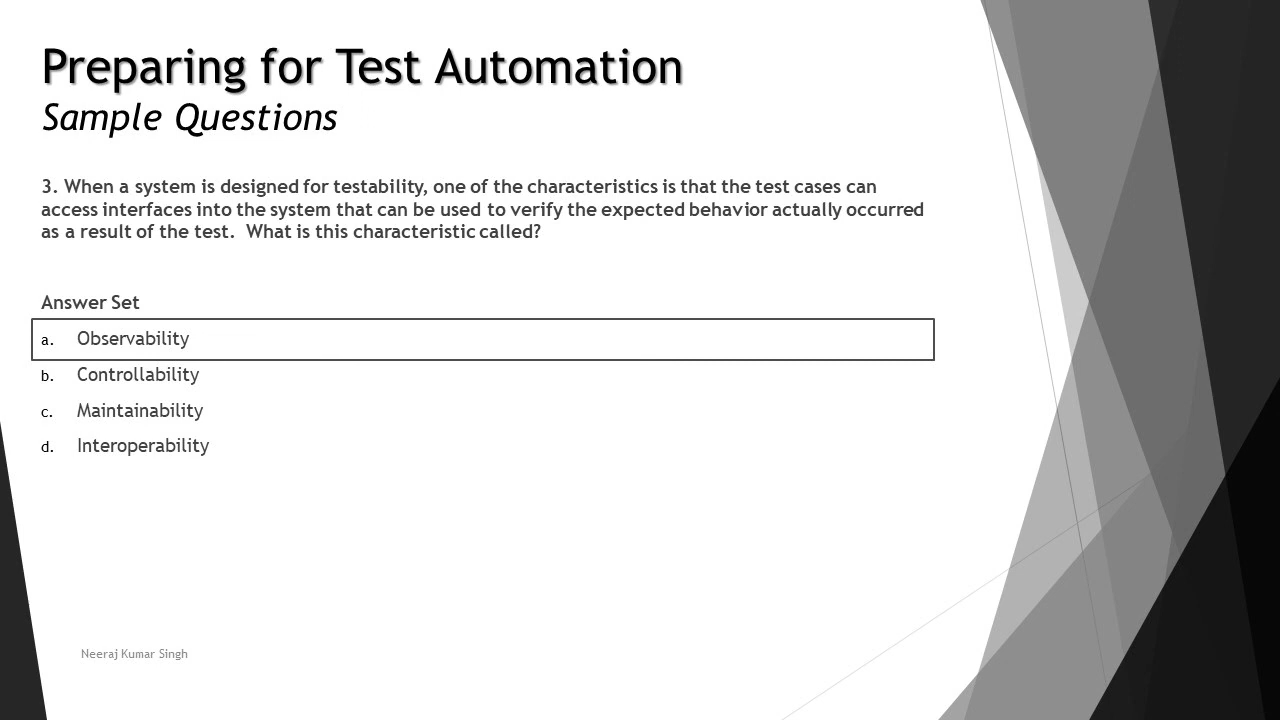 Preparing for Test Automation
Sample Questions
3. When a system is designed for testability, one of the characteristics is that the test cases can
access interfaces into the system that can be used to verify the expected behavior actually occurred
as a result of the test.  What is this characteristic called?
Answer Set
a. Observability
b. Controllability
c. Maintainability
d. Interoperability
Neeraj Kumar Singh